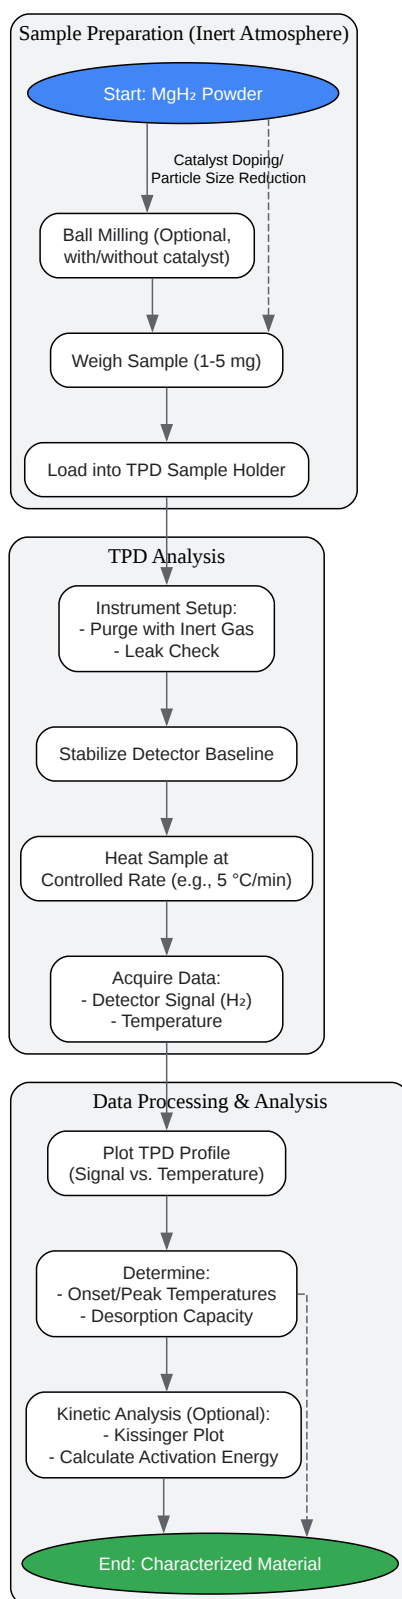 Sample Preparation (Inert Atmosphere)
Start: MgH₂ Powder
Catalyst Doping/
Particle Size Reduction
Ball Milling (Optional,
with/without catalyst)
Weigh Sample (1-5 mg)
Load into TPD Sample Holder
TPD Analysis
Instrument Setup:
- Purge with Inert Gas
- Leak Check
Stabilize Detector Baseline
Heat Sample at
Controlled Rate (e.g., 5 °C/min)
Acquire Data:
- Detector Signal (H₂)
- Temperature
Data Processing & Analysis
Plot TPD Profile
(Signal vs. Temperature)
Determine:
- Onset/Peak Temperatures
- Desorption Capacity
Kinetic Analysis (Optional):
- Kissinger Plot
- Calculate Activation Energy
End: Characterized Material